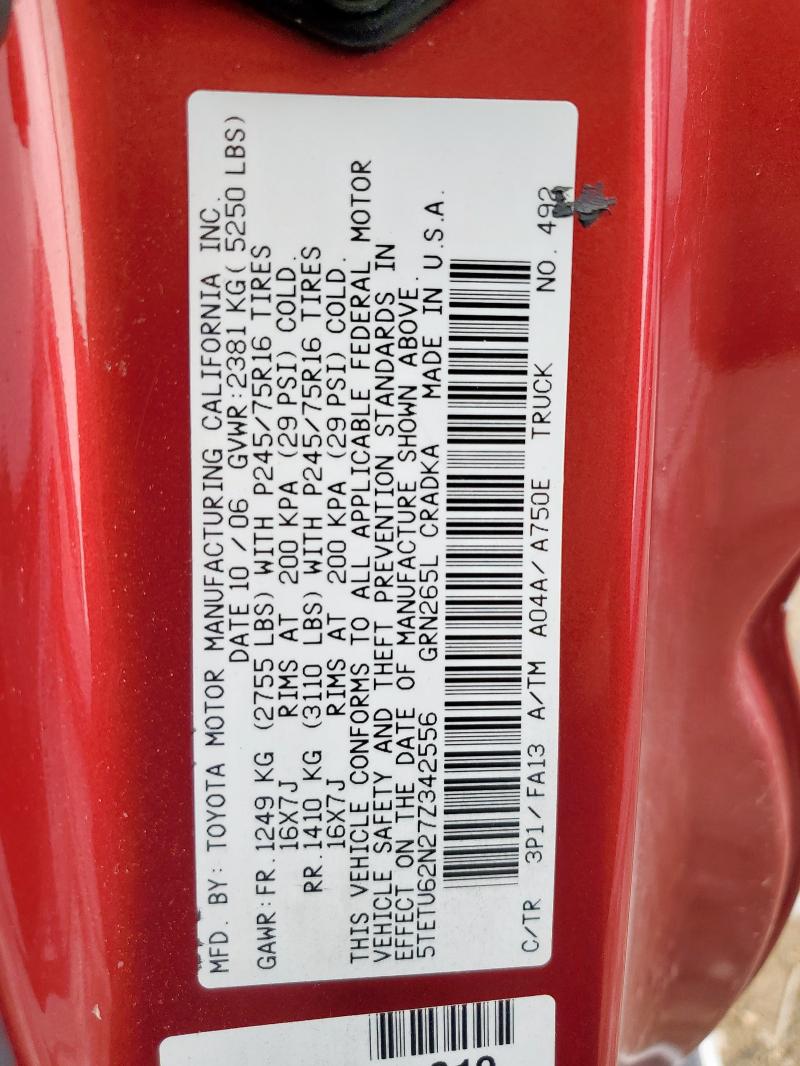 MFD. BY: TOYOTA MOTOR MANUFACTURING CALIFORNIA INC.
DATE 10 / 06 GVWR:2381 KG( 5250 LBS)
GAWR:FR.1249 KG (2755 LBS) WITH P245/75R16 TIRES
16X7J RIMS AT 200 KPA (29 PSI) COLD.
RR.1410 KG (3110 LBS) WITH P245/75R16 TIRES
16X7J RIMS AT 200 KPA (29 PSI) COLD.
THIS VEHICLE CONFORMS TO ALL APPLICABLE FEDERAL MOTOR
VEHICLE SAFETY AND THEFT PREVENTION STANDARDS IN
EFFECT ON THE DATE OF MANUFACTURE SHOWN ABOVE.
5TETU62N27Z342556 GRN265L CRADKA MADE IN U.S.A.
C/TR 3P1/FA13 A/TM A04A/A750E TRUCK NO. 492